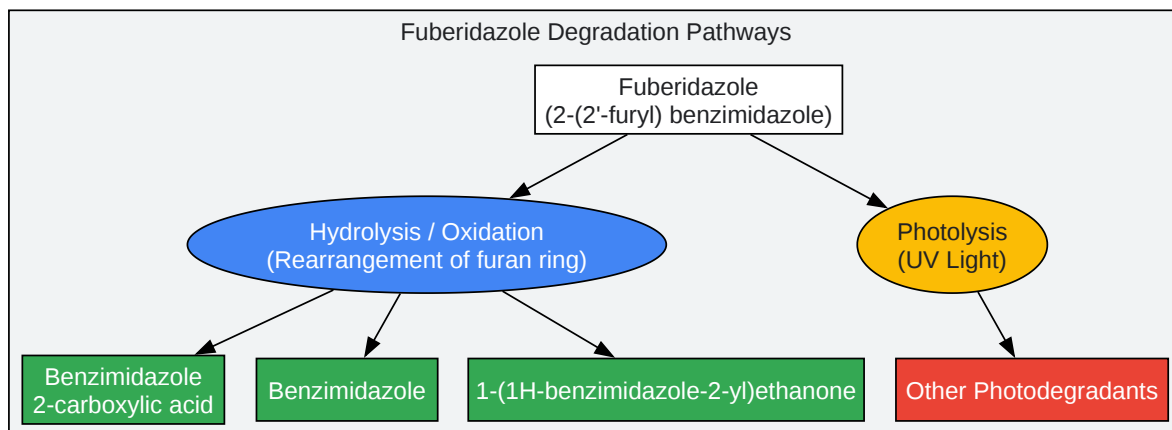 Fuberidazole Degradation Pathways
Fuberidazole
(2-(2'-furyl) benzimidazole)
Hydrolysis / Oxidation
(Rearrangement of furan ring)
Photolysis
(UV Light)
Benzimidazole
2-carboxylic acid
Benzimidazole
1-(1H-benzimidazole-2-yl)ethanone
Other Photodegradants